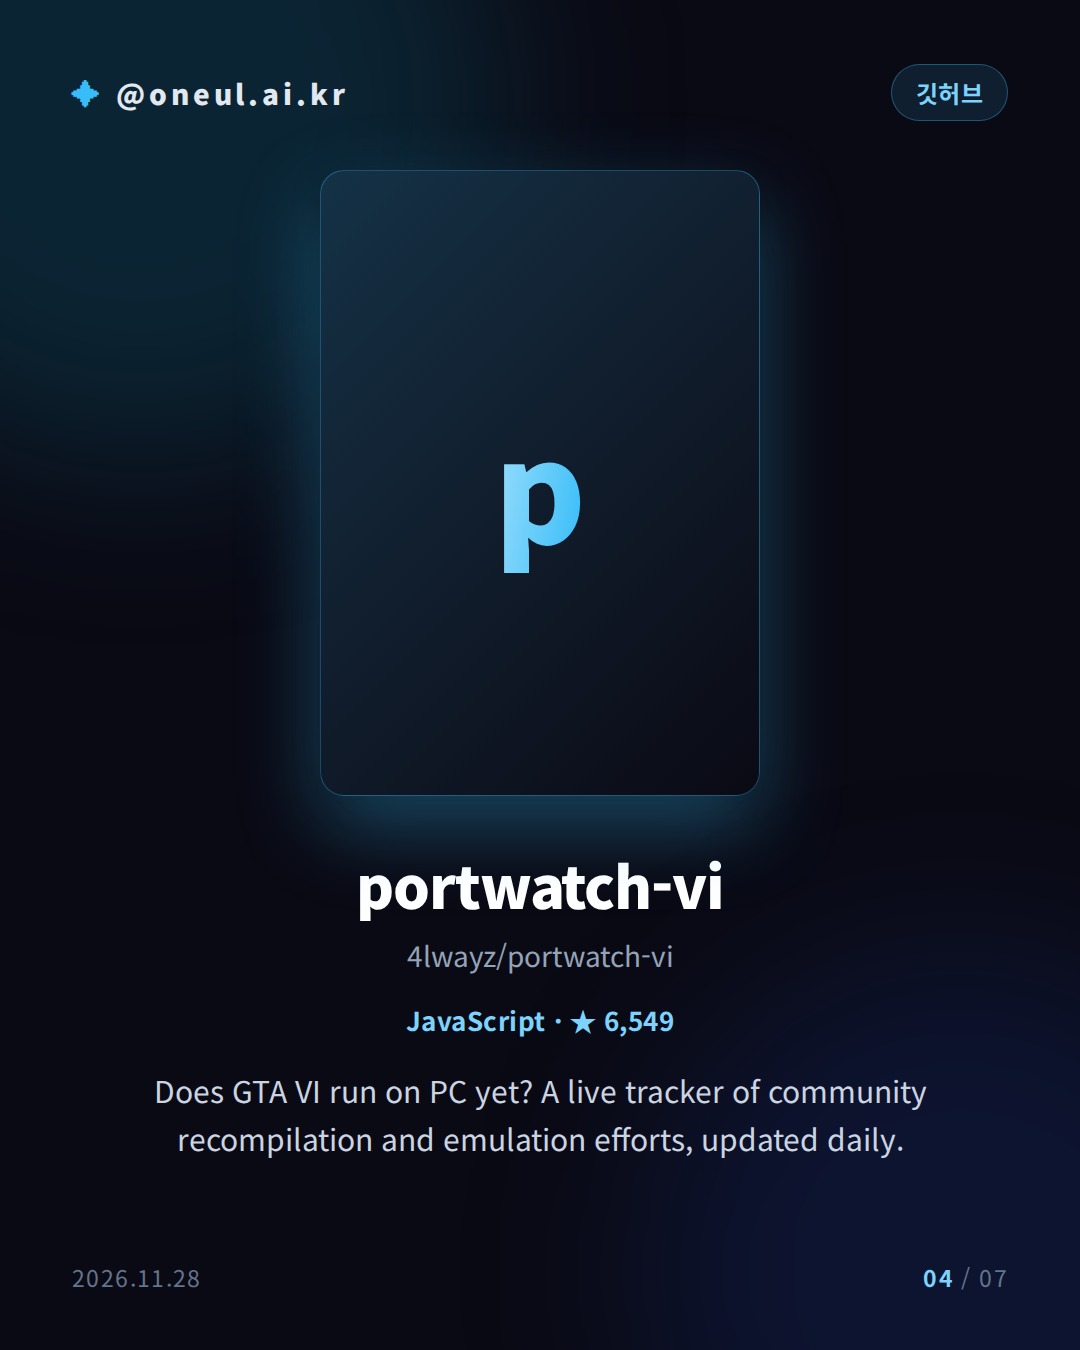 @oneul.ai.kr
깃허브
p
portwatch-vi
4lwayz/portwatch-vi
JavaScript · ★ 6,549
Does GTA VI run on PC yet? A live tracker of community
recompilation and emulation efforts, updated daily.
2026.11.28
04 / 07